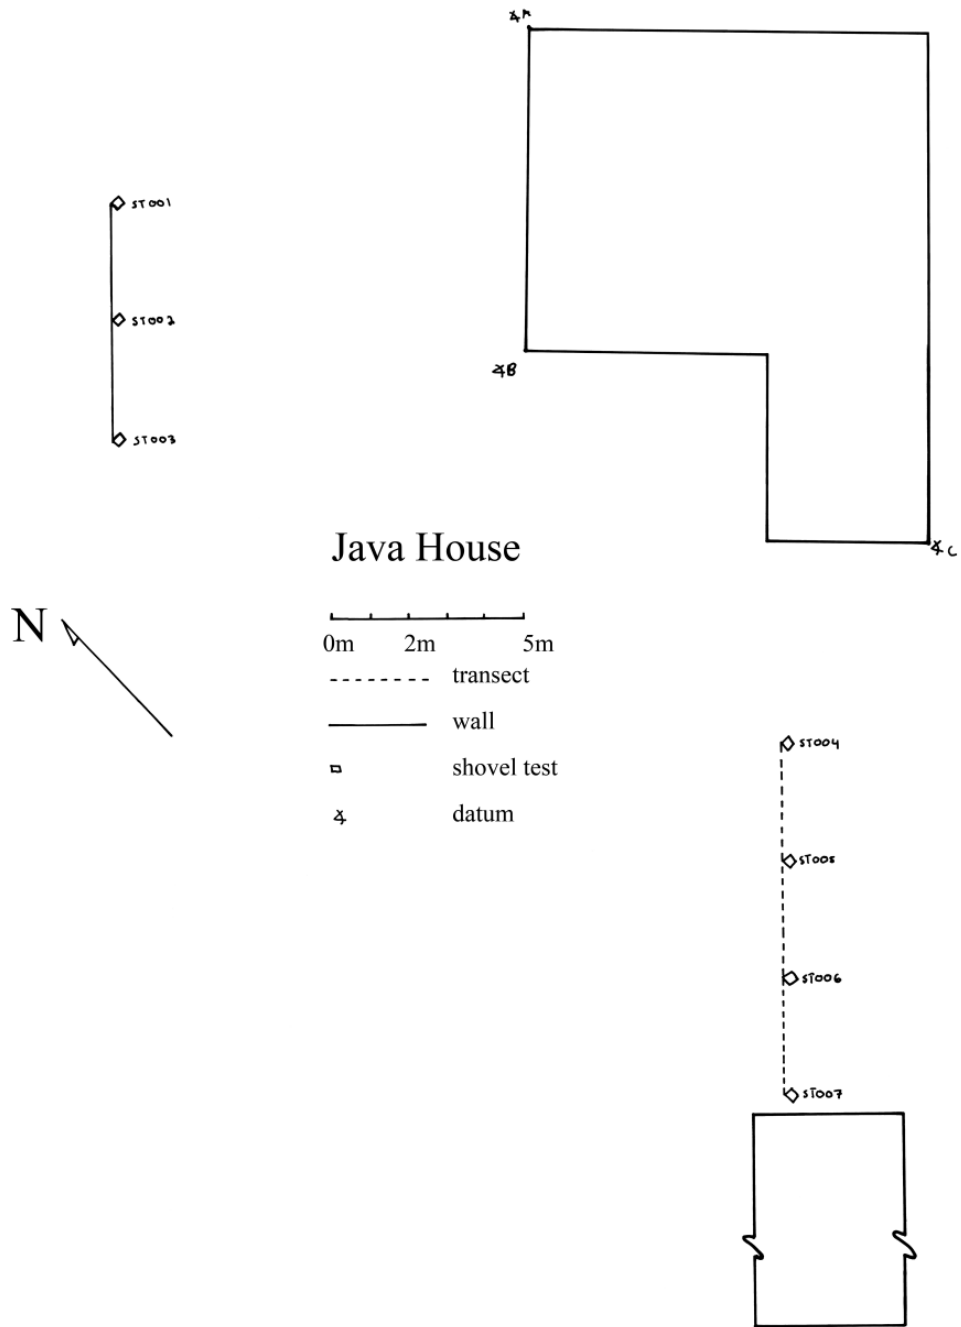 A
ST001
ST002
ST003
B
C
Java House
N
0m 2m 5m
transect
wall
shovel test
datum
ST004
ST005
ST006
ST007